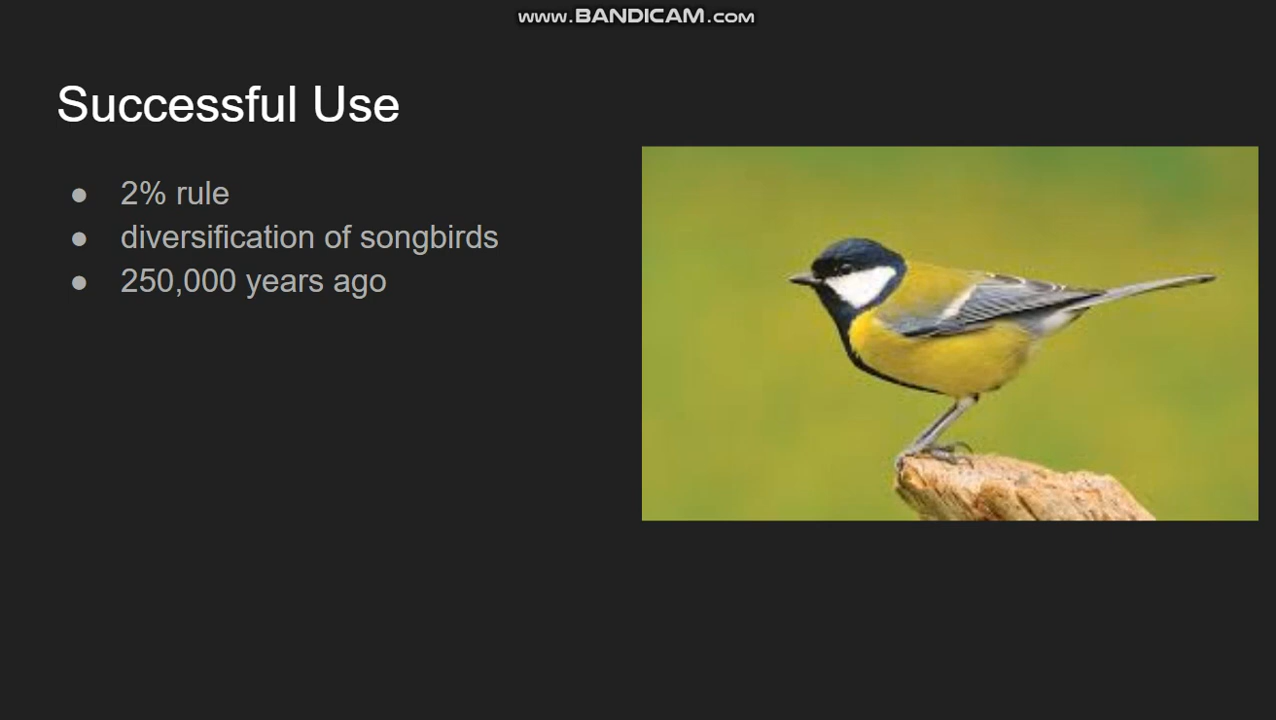 www.BANDICAM.com
Successful Use
● 2% rule
● diversification of songbirds
● 250,000 years ago